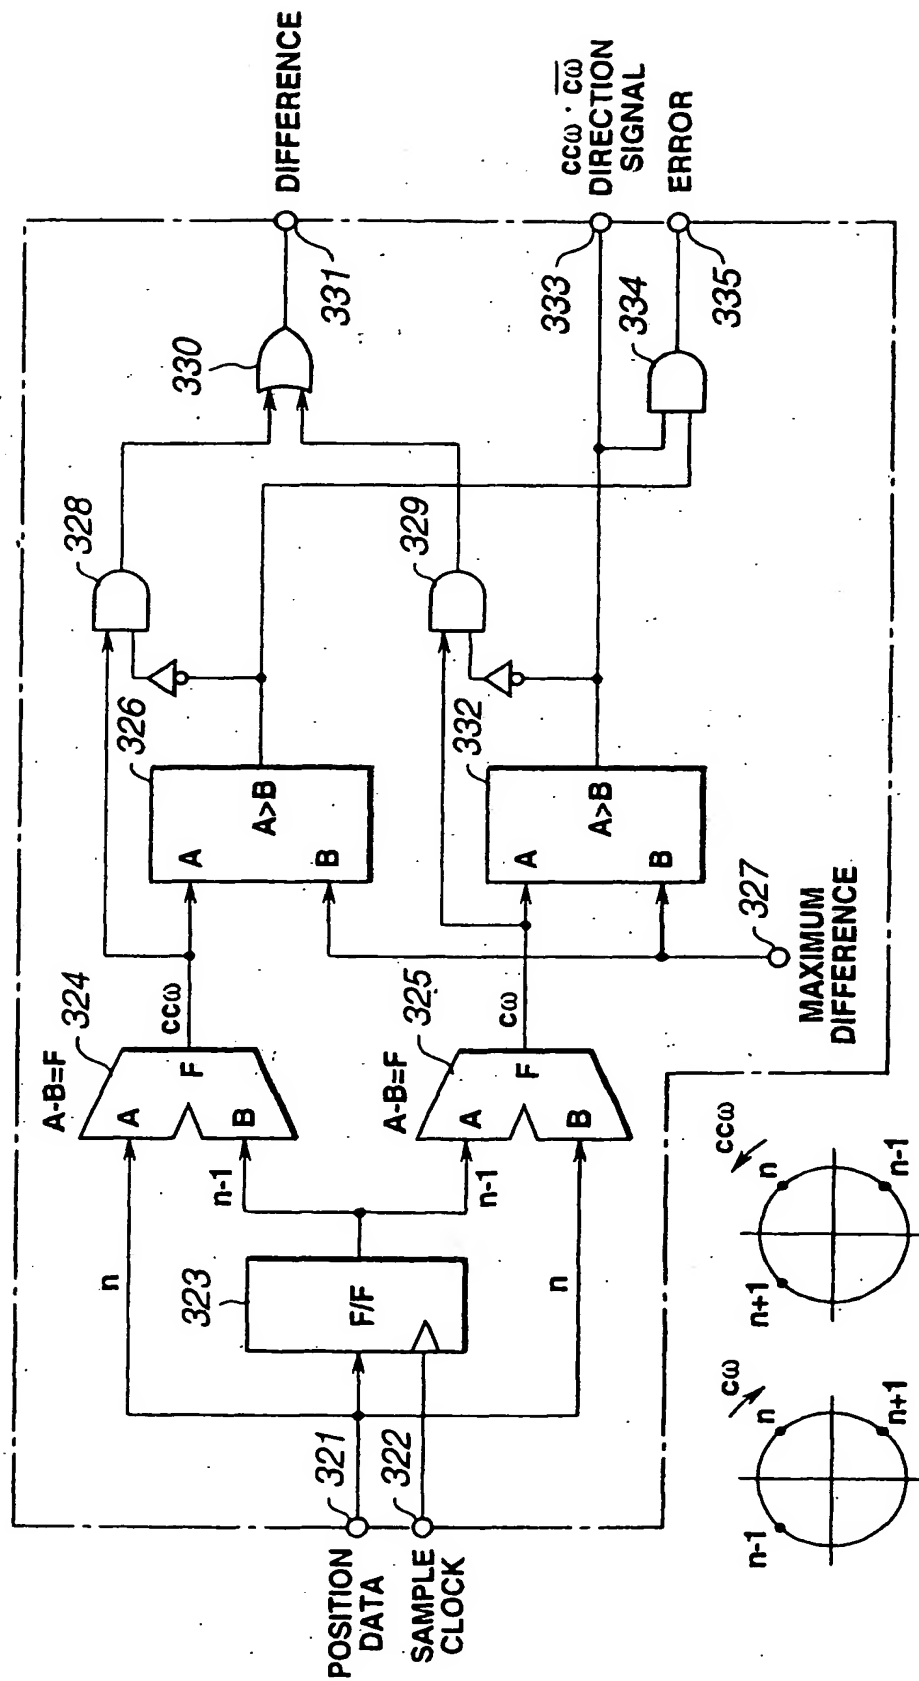 POSITION
DATA
321
SAMPLE
CLOCK
322
n
323
F/F
n
n-1
n-1
A-B=F
324
A
F
B
ccω
A-B=F
325
A
F
B
cω
326
A
A>B
B
332
A
A>B
B
327
MAXIMUM
DIFFERENCE
328
329
330
331
DIFFERENCE
333
ccω · c̅ω̅
DIRECTION
SIGNAL
334
335
ERROR
cω
n-1
n
n+1
ccω
n+1
n
n-1